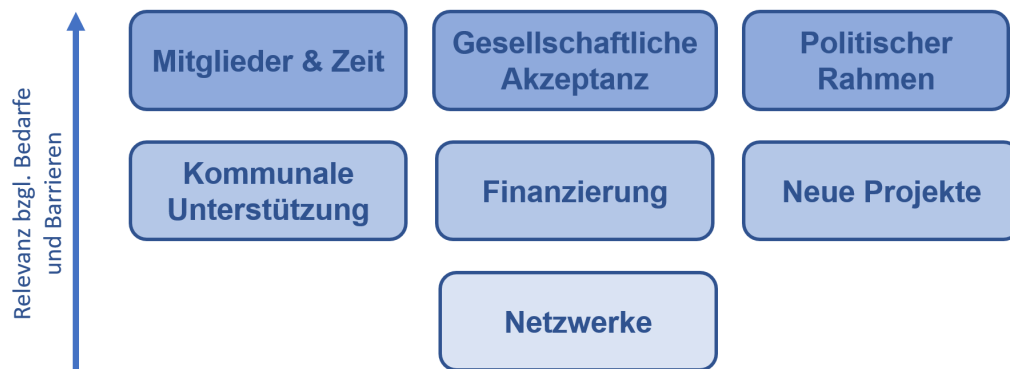 Relevanz bzgl. Bedarfe
und Barrieren
Mitglieder & Zeit
Gesellschaftliche
Akzeptanz
Politischer
Rahmen
Kommunale
Unterstützung
Finanzierung
Neue Projekte
Netzwerke